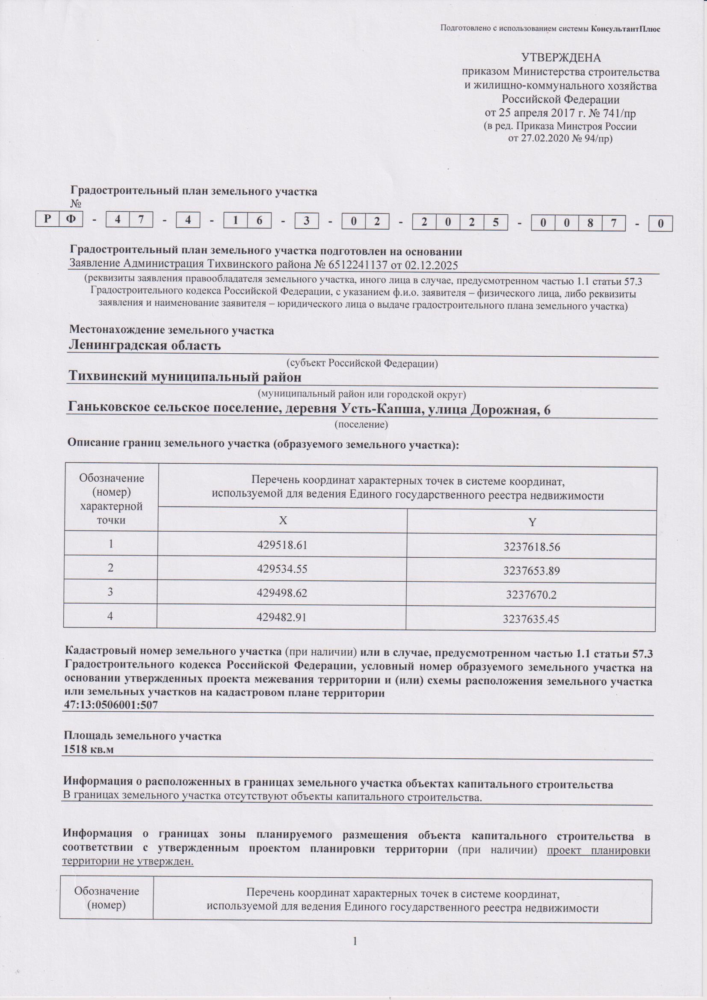 Подготовлено с использованием системы КонсультантПлюс
УТВЕРЖДЕНА
приказом Министерства строительства
и жилищно-коммунального хозяйства
Российской Федерации
от 25 апреля 2017 г. № 741/пр
(в ред. Приказа Минстроя России
от 27.02.2020 № 94/пр)
Градостроительный план земельного участка
№
Р Ф - 4 7 - 4 - 1 6 - 3 - 0 2 - 2 0 2 5 - 0 0 8 7 - 0
Градостроительный план земельного участка подготовлен на основании
Заявление Администрация Тихвинского района № 6512241137 от 02.12.2025
(реквизиты заявления правообладателя земельного участка, иного лица в случае, предусмотренном частью 1.1 статьи 57.3
Градостроительного кодекса Российской Федерации, с указанием ф.и.о. заявителя – физического лица, либо реквизиты
заявления и наименование заявителя – юридического лица о выдаче градостроительного плана земельного участка)
Местонахождение земельного участка
Ленинградская область
(субъект Российской Федерации)
Тихвинский муниципальный район
(муниципальный район или городской округ)
Ганьковское сельское поселение, деревня Усть-Капша, улица Дорожная, 6
(поселение)
Описание границ земельного участка (образуемого земельного участка):
Обозначение
(номер)
характерной
точки
Перечень координат характерных точек в системе координат,
используемой для ведения Единого государственного реестра недвижимости
X Y
1 429518.61 3237618.56
2 429534.55 3237653.89
3 429498.62 3237670.2
4 429482.91 3237635.45
Кадастровый номер земельного участка (при наличии) или в случае, предусмотренном частью 1.1 статьи 57.3
Градостроительного кодекса Российской Федерации, условный номер образуемого земельного участка на
основании утвержденных проекта межевания территории и (или) схемы расположения земельного участка
или земельных участков на кадастровом плане территории
47:13:0506001:507
Площадь земельного участка
1518 кв.м
Информация о расположенных в границах земельного участка объектах капитального строительства
В границах земельного участка отсутствуют объекты капитального строительства.
Информация о границах зоны планируемого размещения объекта капитального строительства в
соответствии с утвержденным проектом планировки территории (при наличии) проект планировки
территории не утвержден.
Обозначение
(номер)
Перечень координат характерных точек в системе координат,
используемой для ведения Единого государственного реестра недвижимости
1